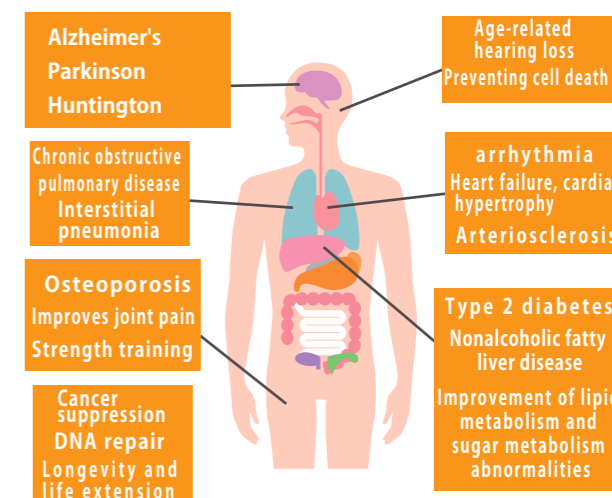 Alzheimer's
Parkinson
Huntington
Age-related
hearing loss
Preventing cell death
Chronic obstructive
pulmonary disease
Interstitial
pneumonia
arrhythmia
Heart failure, cardia
hypertrophy
Arteriosclerosis
Osteoporosis
Improves joint pain
Strength training
Type 2 diabetes
Nonalcoholic fatty
liver disease
Improvement of lipid
metabolism and
sugar metabolism
abnormalities
Cancer
suppression
DNA repair
Longevity and
life extension